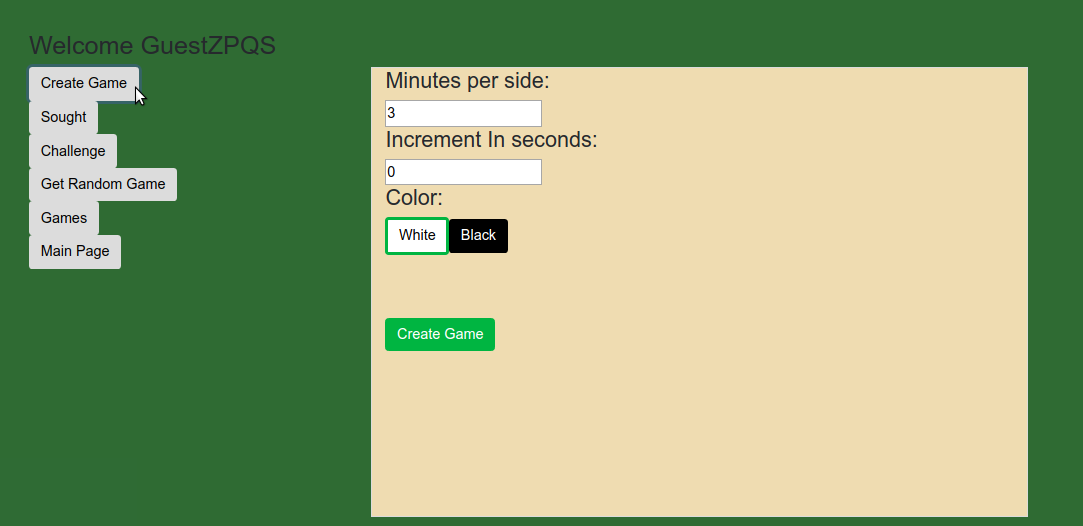 Welcome GuestZPQS
Create Game
Sought
Challenge
Get Random Game
Games
Main Page
Minutes per side:
3
Increment In seconds:
0
Color:
White Black
Create Game